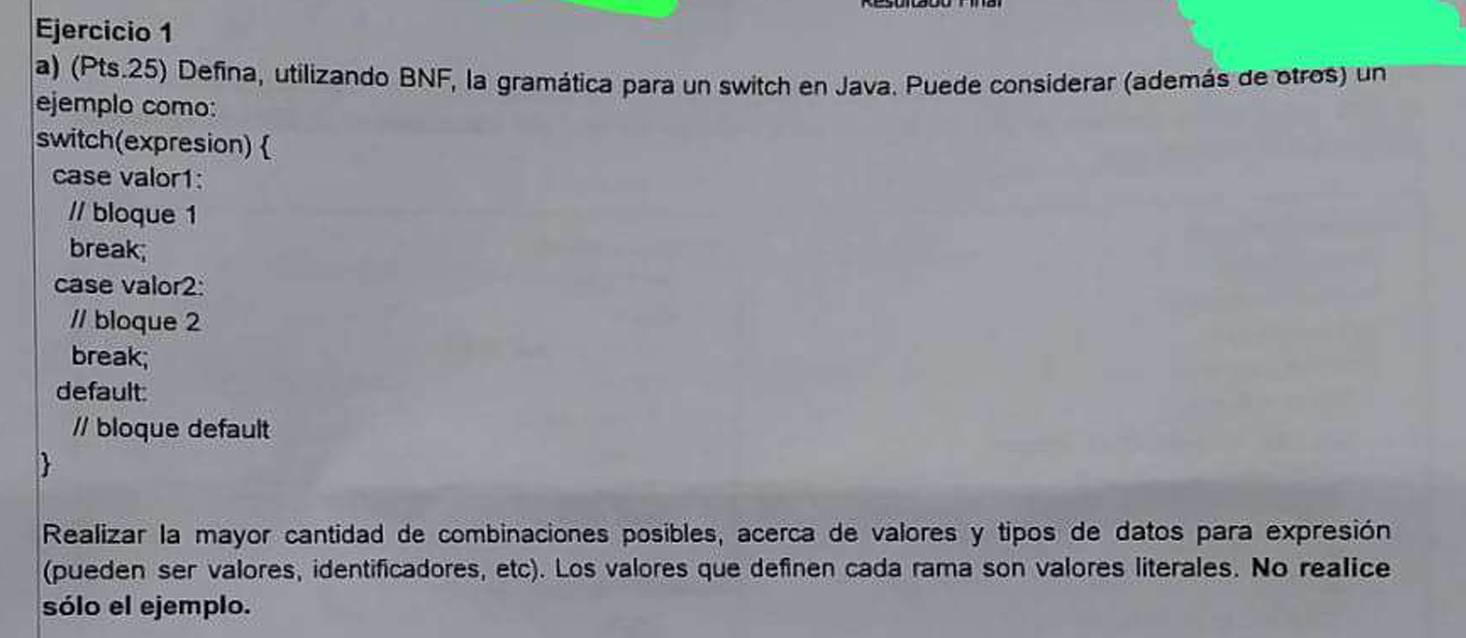 Resultado Final
Ejercicio 1
a) (Pts.25) Defina, utilizando BNF, la gramática para un switch en Java. Puede considerar (además de otros) un
ejemplo como:
switch(expresion) {
case valor1:
// bloque 1
break;
case valor2:
// bloque 2
break;
default:
// bloque default
}
Realizar la mayor cantidad de combinaciones posibles, acerca de valores y tipos de datos para expresión
(pueden ser valores, identificadores, etc). Los valores que definen cada rama son valores literales. No realice
sólo el ejemplo.